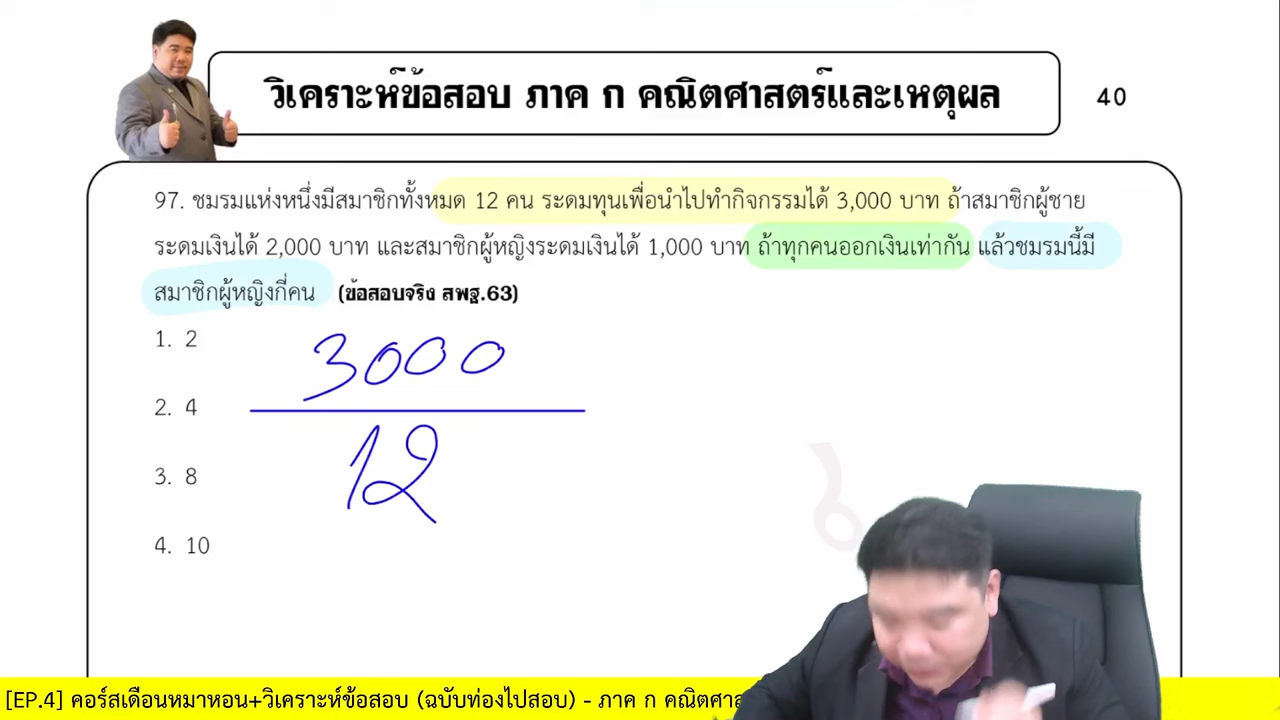 วิเคราะห์ข้อสอบ ภาค ก คณิตศาสตร์และเหตุผล
40
97. ชมรมแห่งหนึ่งมีสมาชิกทั้งหมด 12 คน ระดมทุนเพื่อนำไปทำกิจกรรมได้ 3,000 บาท ถ้าสมาชิกผู้ชาย
ระดมเงินได้ 2,000 บาท และสมาชิกผู้หญิงระดมเงินได้ 1,000 บาท ถ้าทุกคนออกเงินเท่ากัน แล้วชมรมนี้มี
สมาชิกผู้หญิงกี่คน (ข้อสอบจริง สพฐ.63)
1. 2
3000
2. 4
12
3. 8
4. 10
[EP.4] คอร์สเดือนหมาหอน+วิเคราะห์ข้อสอบ (ฉบับท่องไปสอบ) - ภาค ก